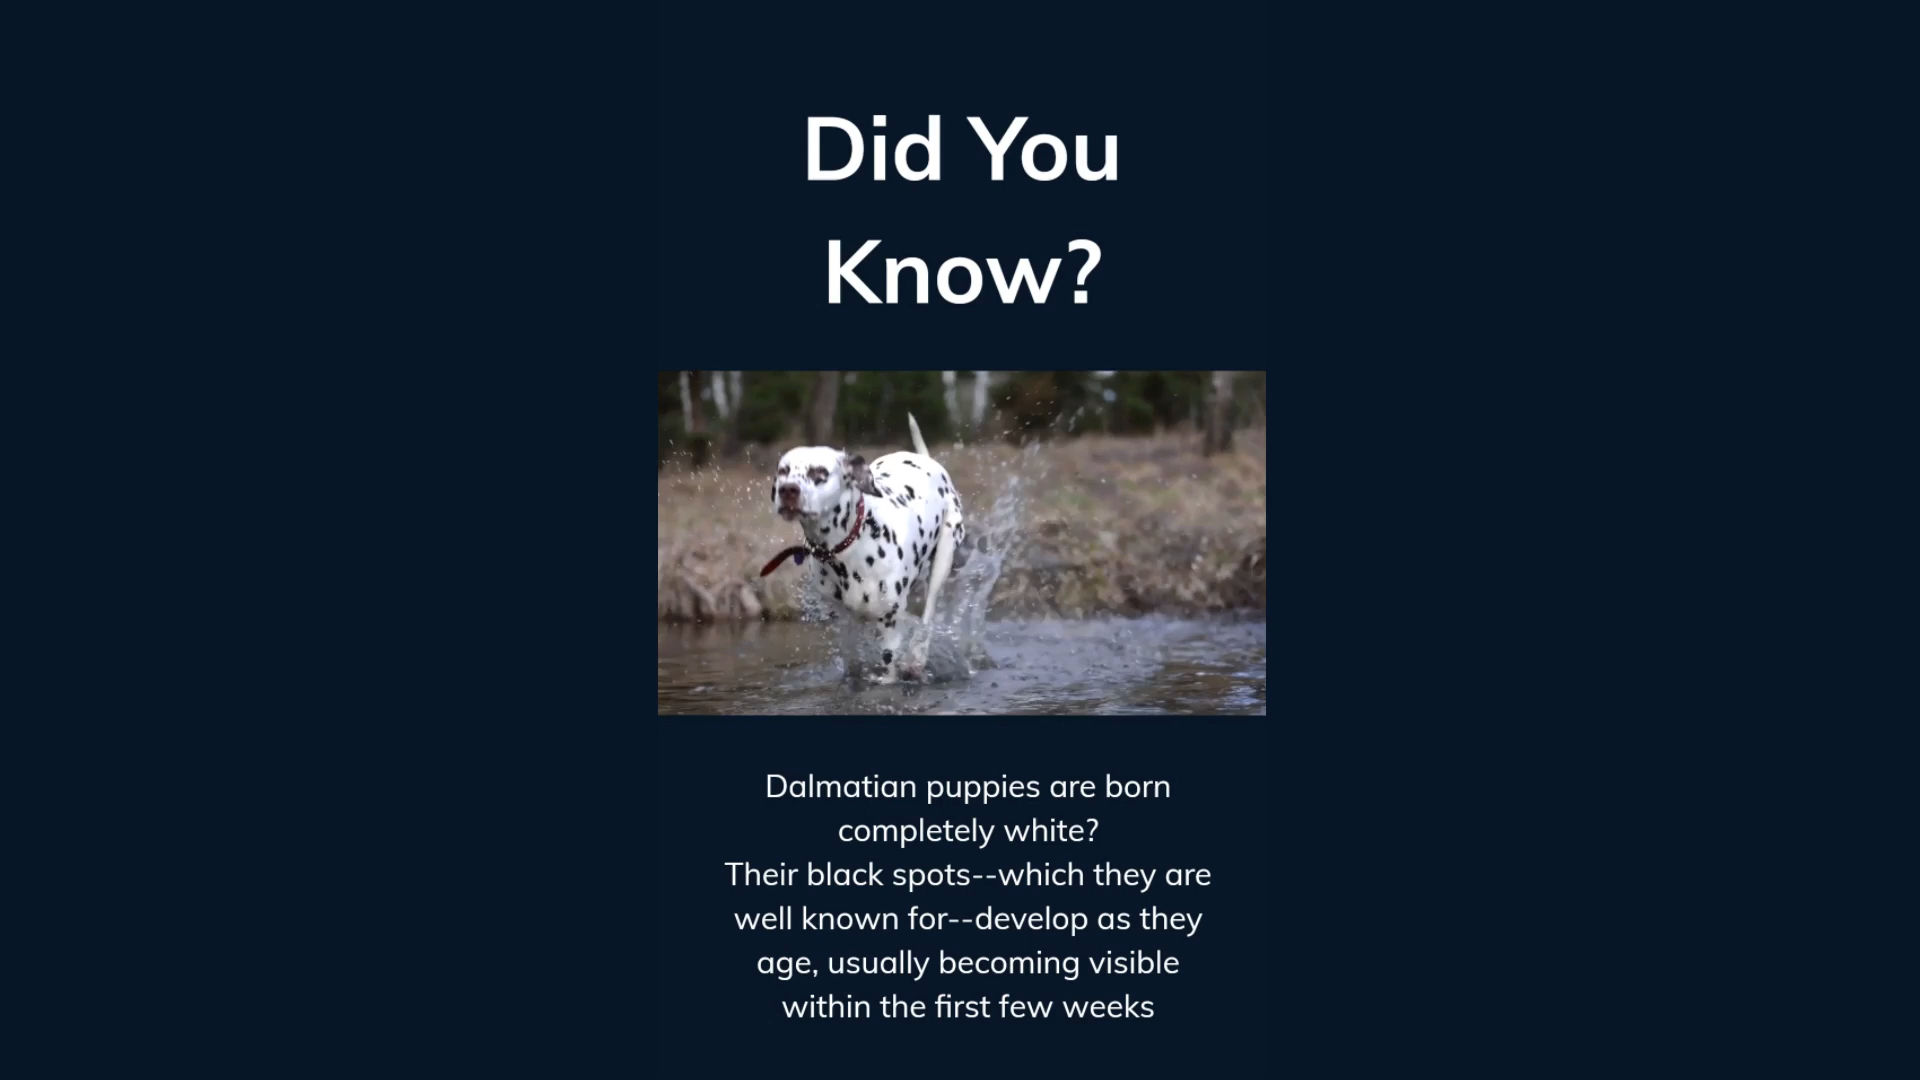 Did You
Know?
Dalmatian puppies are born
completely white?
Their black spots--which they are
well known for--develop as they
age, usually becoming visible
within the first few weeks